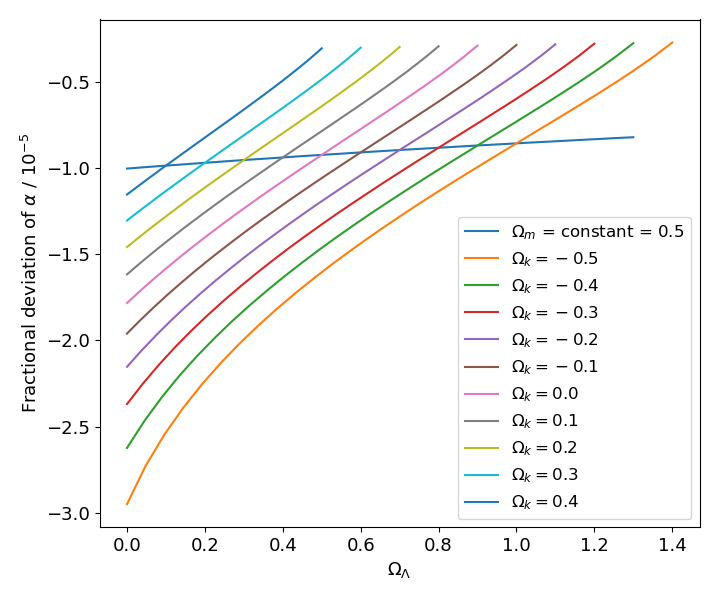 Fractional deviation of α / 10⁻⁵
−0.5
−1.0
−1.5
−2.0
−2.5
−3.0
Ωₘ = constant = 0.5
Ωₖ = −0.5
Ωₖ = −0.4
Ωₖ = −0.3
Ωₖ = −0.2
Ωₖ = −0.1
Ωₖ = 0.0
Ωₖ = 0.1
Ωₖ = 0.2
Ωₖ = 0.3
Ωₖ = 0.4
0.0 0.2 0.4 0.6 0.8 1.0 1.2 1.4
Ω_Λ